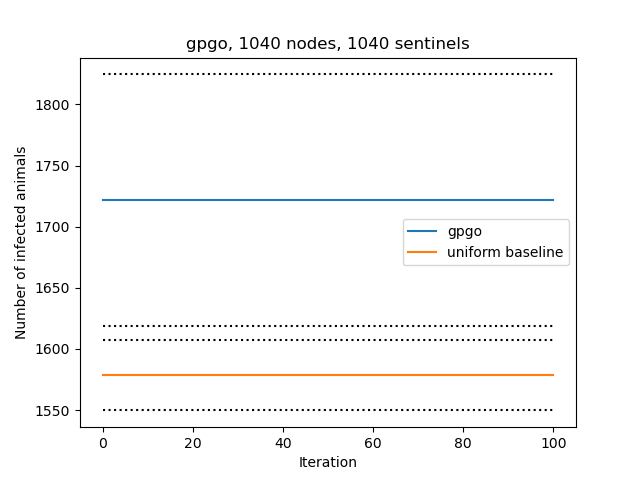 gpgo, 1040 nodes, 1040 sentinels
Number of infected animals
1800
1750
1700
1650
1600
1550
gpgo
uniform baseline
0 20 40 60 80 100
Iteration